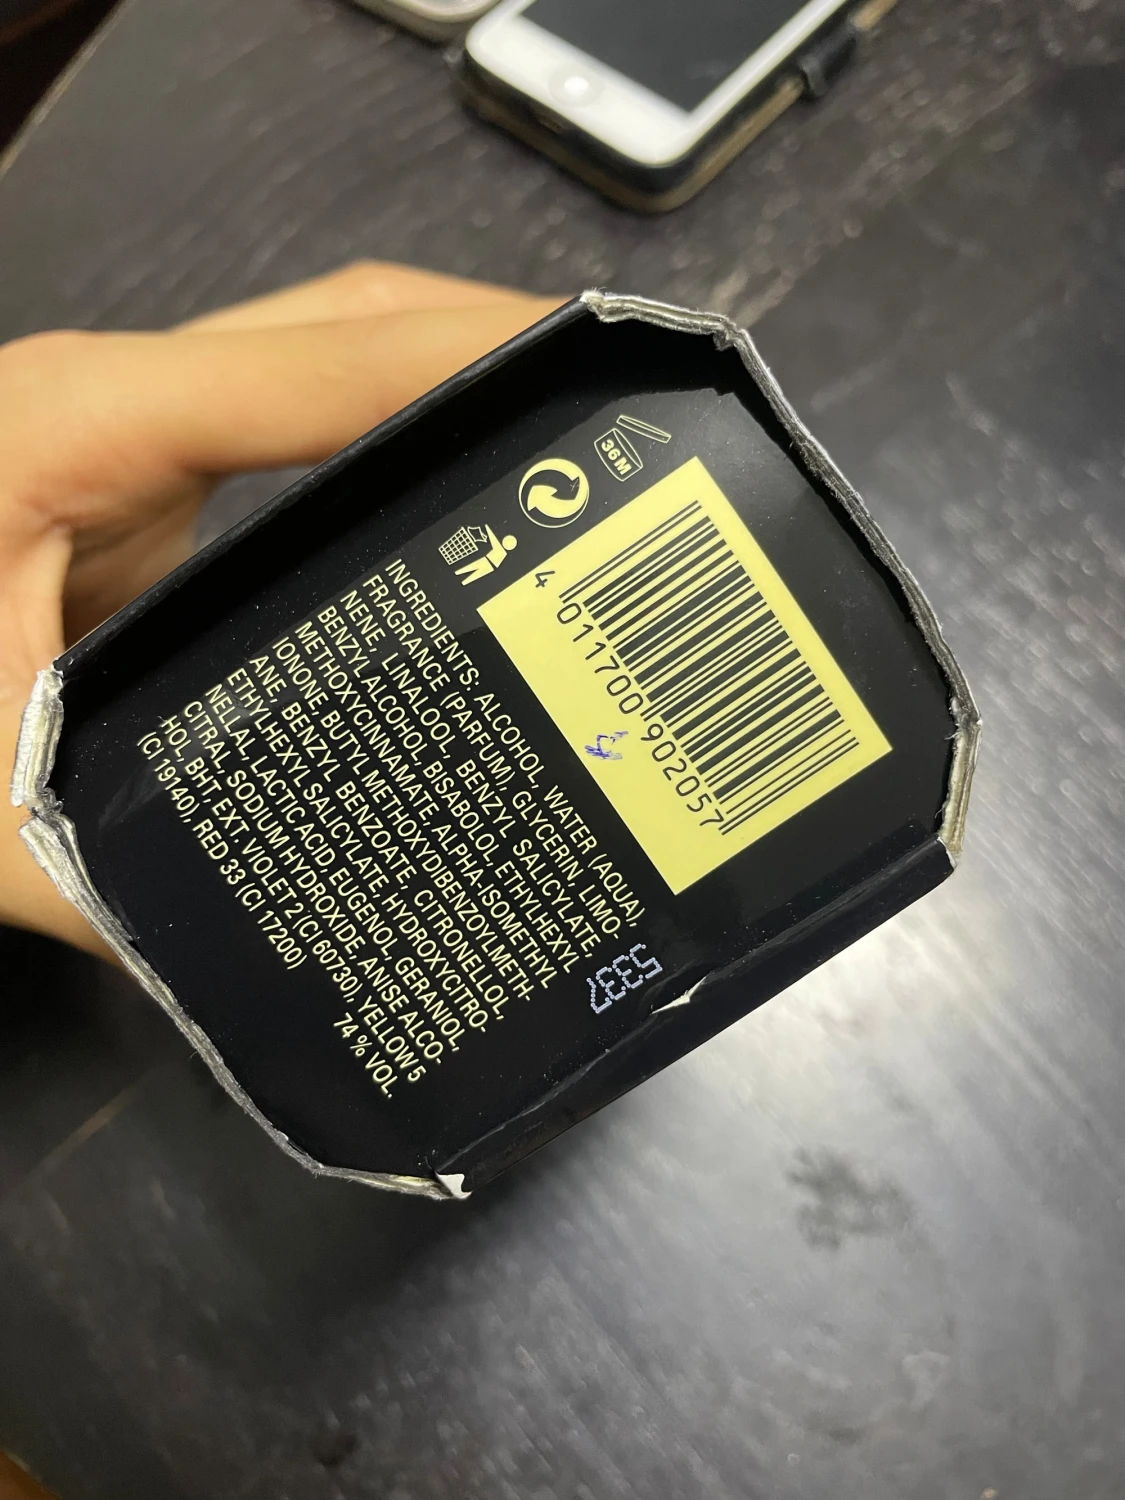 36M
4 011700 902057
INGREDIENTS: ALCOHOL, WATER (AQUA),
FRAGRANCE (PARFUM), GLYCERIN, LIMO-
NENE, LINALOOL, BENZYL SALICYLATE,
BENZYL ALCOHOL, BISABOLOL, ETHYLHEXYL
METHOXYCINNAMATE, ALPHA-ISOMETHYL
IONONE, BUTYL METHOXYDIBENZOYLMETH-
ANE, BENZYL BENZOATE, CITRONELLOL,
ETHYLHEXYL SALICYLATE, HYDROXYCITRO-
NELLAL, LACTIC ACID, EUGENOL, GERANIOL,
CITRAL, SODIUM HYDROXIDE, ANISE ALCO-
HOL, BHT, EXT VIOLET 2 (CI 60730), YELLOW 5
(CI 19140), RED 33 (CI 17200)
74 % VOL.